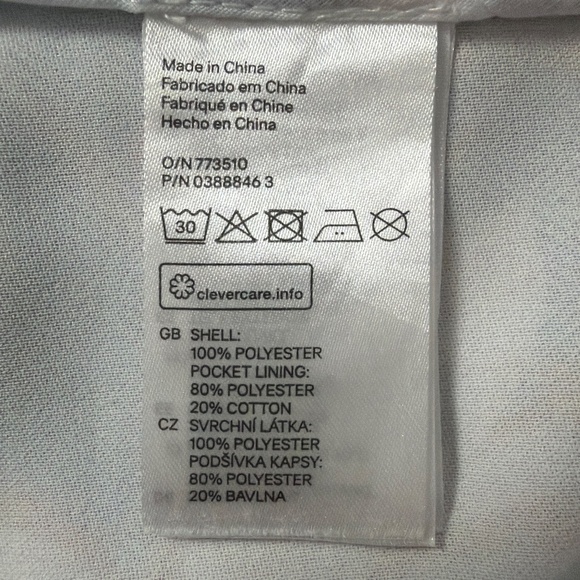 Made in China
Fabricado em China
Fabriqué en Chine
Hecho en China
O/N 773510
P/N 0388846 3
30
clevercare.info
GB SHELL:
100% POLYESTER
POCKET LINING:
80% POLYESTER
20% COTTON
CZ SVRCHNÍ LÁTKA:
100% POLYESTER
PODŠÍVKA KAPSY:
80% POLYESTER
20% BAVLNA